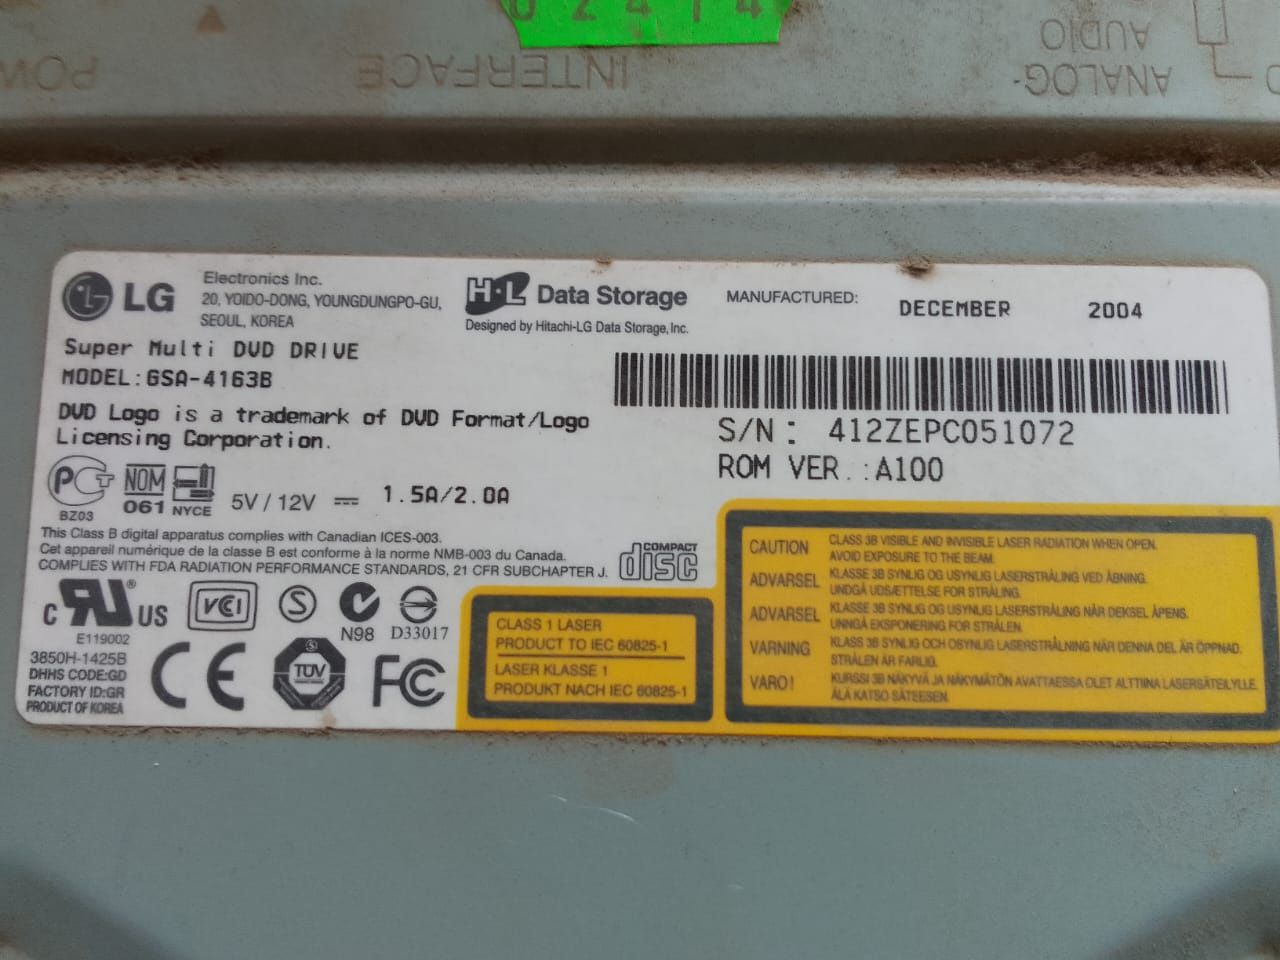 02414
POW
INTERFACE
ANALOG
AUDIO
LG
Electronics Inc.
20, YOIDO-DONG, YOUNGDUNGPO-GU,
SEOUL, KOREA
H·L Data Storage
Designed by Hitachi-LG Data Storage, Inc.
MANUFACTURED: DECEMBER 2004
Super Multi DVD DRIVE
MODEL:GSA-4163B
DVD Logo is a trademark of DVD Format/Logo
Licensing Corporation.
S/N: 412ZEPC051072
ROM VER.:A100
PCT
BZ03
NOM
061
NYCE
5V / 12V 1.5A/2.0A
This Class B digital apparatus complies with Canadian ICES-003.
Cet appareil numérique de la classe B est conforme à la norme NMB-003 du Canada.
COMPLIES WITH FDA RADIATION PERFORMANCE STANDARDS, 21 CFR SUBCHAPTER J.
COMPACT
disc
C RU ® US
E119002
VCI
S
N98
D33017
3850H-1425B
DHHS CODE:GD
FACTORY ID:GR
PRODUCT OF KOREA
CE
TÜV
FC
CLASS 1 LASER
PRODUCT TO IEC 60825-1
LASER KLASSE 1
PRODUKT NACH IEC 60825-1
CAUTION CLASS 3B VISIBLE AND INVISIBLE LASER RADIATION WHEN OPEN.
AVOID EXPOSURE TO THE BEAM.
ADVARSEL KLASSE 3B SYNLIG OG USYNLIG LASERSTRÅLING VED ÅBNING.
UNDGÅ UDSÆTTELSE FOR STRÅLING.
ADVARSEL KLASSE 3B SYNLIG OG USYNLIG LASERSTRÅLING NÅR DEKSEL ÅPENS.
UNNGÅ EKSPONERING FOR STRÅLEN.
VARNING KLASS 3B SYNLIG OCH OSYNLIG LASERSTRÅLNING NÄR DENNA DEL ÄR ÖPPNAD.
STRÅLEN ÄR FARLIG.
VARO! KURSSI 3B NÄKYVÄ JA NÄKYMÄTÖN AVATTAESSA OLET ALTTIINA LASERSÄTEILYLLE.
ÄLÄ KATSO SÄTEESEN.